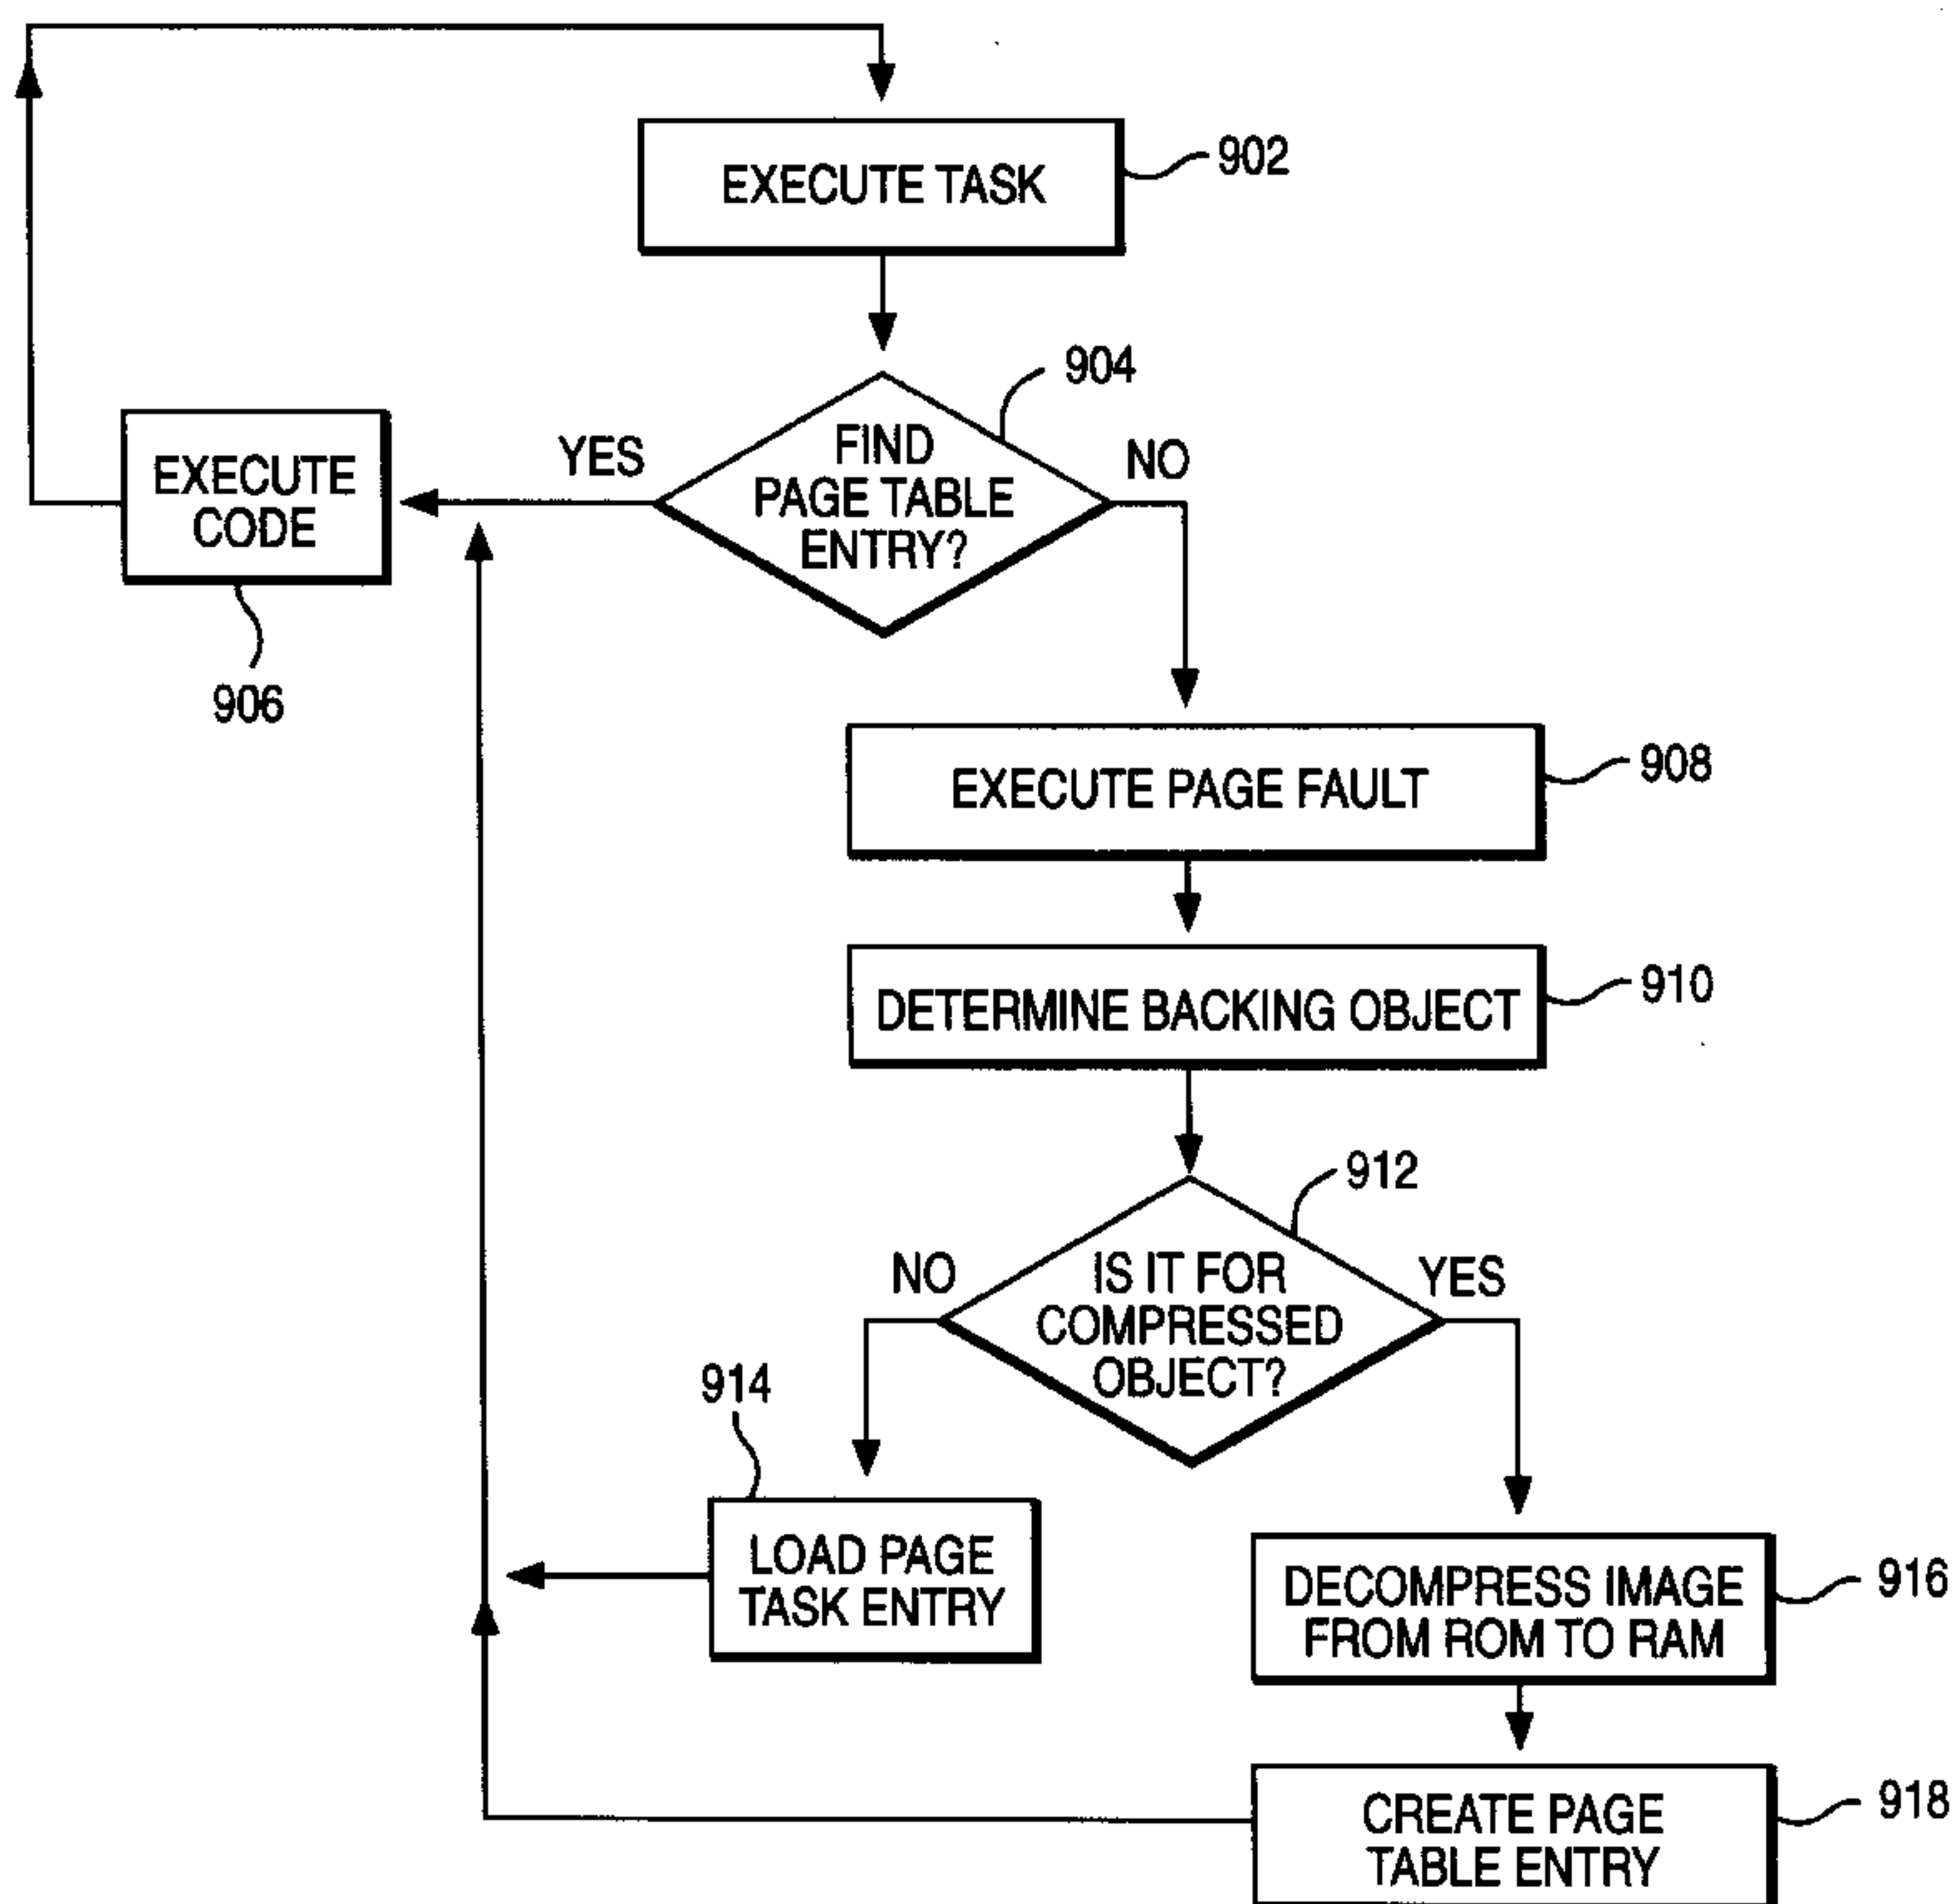 EXECUTE TASK
902
904
FIND
PAGE TABLE
ENTRY?
YES
NO
EXECUTE
CODE
906
EXECUTE PAGE FAULT
908
DETERMINE BACKING OBJECT
910
912
IS IT FOR
COMPRESSED
OBJECT?
NO
YES
914
LOAD PAGE
TASK ENTRY
DECOMPRESS IMAGE
FROM ROM TO RAM
916
CREATE PAGE
TABLE ENTRY
918